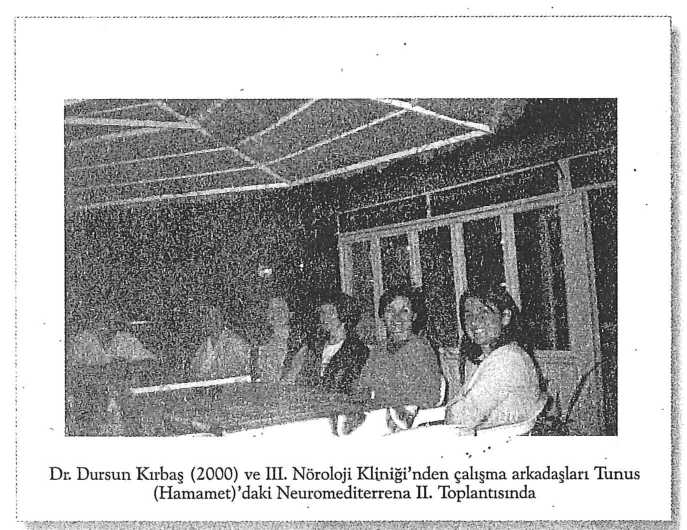 Dr. Dursun Kırbaş (2000) ve III. Nöroloji Kliniği'nden çalışma arkadaşları Tunus
(Hamamet)'daki Neuromediterrena II. Toplantısında